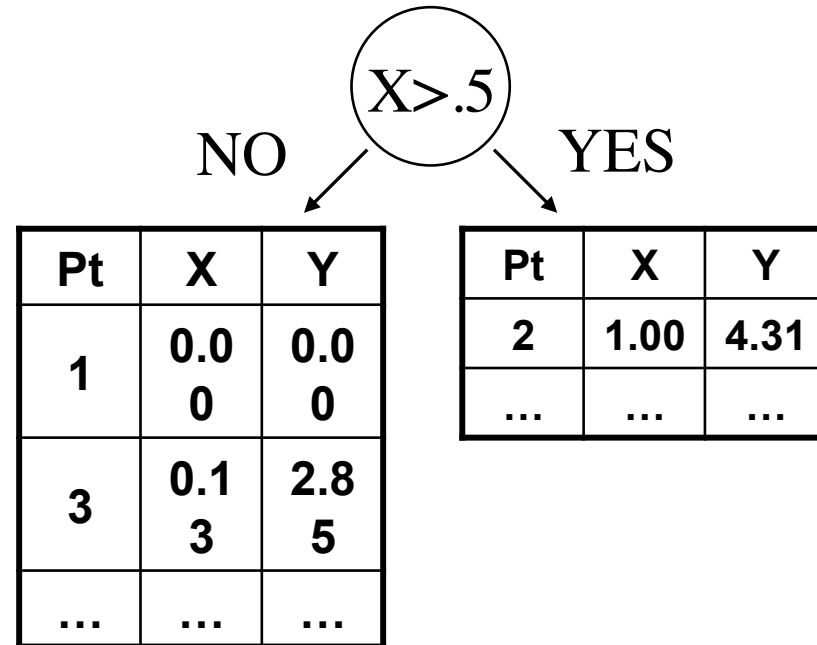 X>.5
NO YES
Pt X Y
1 0.0 0.0
0 0
3 0.1 2.8
3 5
… … …
Pt X Y
2 1.00 4.31
… … …